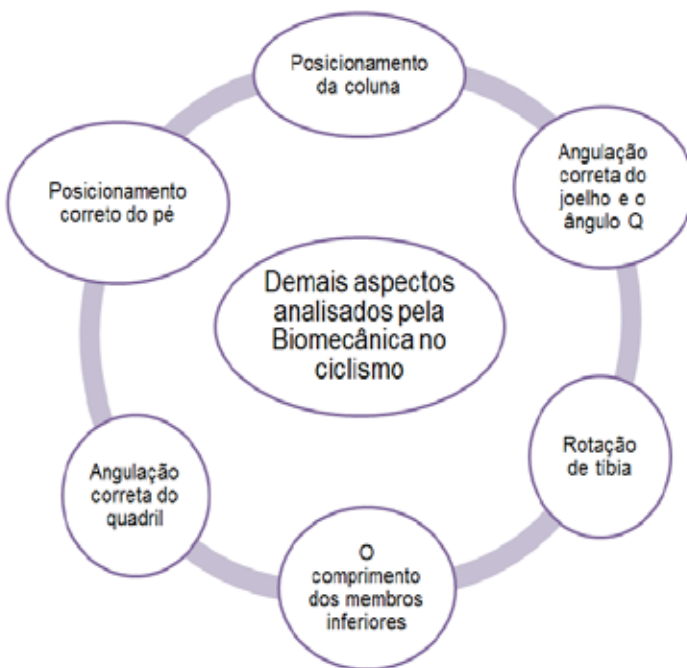 Posicionamento
da coluna
Angulação
correta do
joelho e o
ângulo Q
Rotação
de tíbia
O
comprimento
dos membros
inferiores
Angulação
correta do
quadril
Posicionamento
correto do pé
Demais aspectos
analisados pela
Biomecânica no
ciclismo